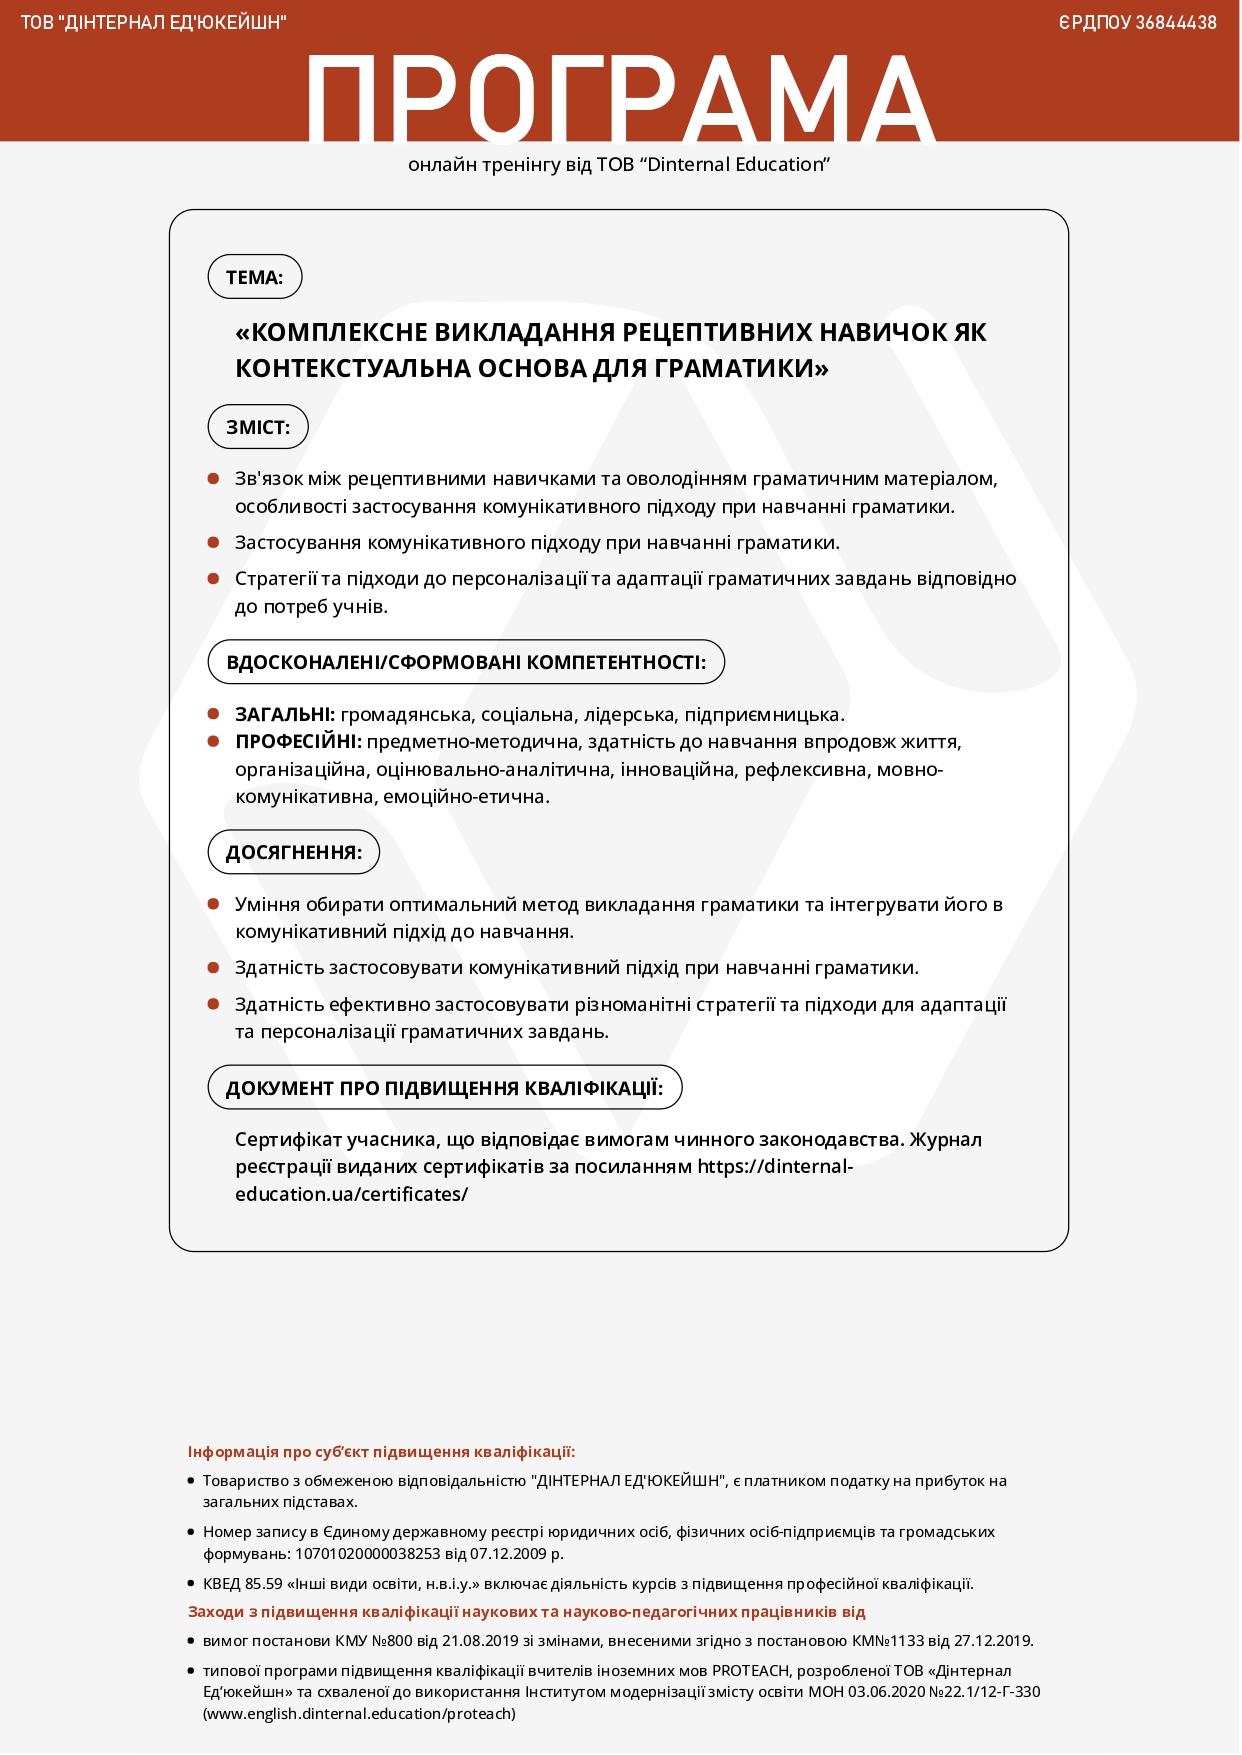 ТОВ "ДІНТЕРНАЛ ЕД'ЮКЕЙШН"
ЄРДПОУ 36844438
ПРОГРАМА
онлайн тренінгу від ТОВ “Dinternal Education”
ТЕМА:
«КОМПЛЕКСНЕ ВИКЛАДАННЯ РЕЦЕПТИВНИХ НАВИЧОК ЯК
КОНТЕКСТУАЛЬНА ОСНОВА ДЛЯ ГРАМАТИКИ»
ЗМІСТ:
Зв'язок між рецептивними навичками та оволодінням граматичним матеріалом,
особливості застосування комунікативного підходу при навчанні граматики.
Застосування комунікативного підходу при навчанні граматики.
Стратегії та підходи до персоналізації та адаптації граматичних завдань відповідно
до потреб учнів.
ВДОСКОНАЛЕНІ/СФОРМОВАНІ КОМПЕТЕНТНОСТІ:
ЗАГАЛЬНІ: громадянська, соціальна, лідерська, підприємницька.
ПРОФЕСІЙНІ: предметно-методична, здатність до навчання впродовж життя,
організаційна, оцінювально-аналітична, інноваційна, рефлексивна, мовно-
комунікативна, емоційно-етична.
ДОСЯГНЕННЯ:
Уміння обирати оптимальний метод викладання граматики та інтегрувати його в
комунікативний підхід до навчання.
Здатність застосовувати комунікативний підхід при навчанні граматики.
Здатність ефективно застосовувати різноманітні стратегії та підходи для адаптації
та персоналізації граматичних завдань.
ДОКУМЕНТ ПРО ПІДВИЩЕННЯ КВАЛІФІКАЦІЇ:
Сертифікат учасника, що відповідає вимогам чинного законодавства. Журнал
реєстрації виданих сертифікатів за посиланням https://dinternal-
education.ua/certificates/
Інформація про суб’єкт підвищення кваліфікації:
Товариство з обмеженою відповідальністю "ДІНТЕРНАЛ ЕД'ЮКЕЙШН", є платником податку на прибуток на
загальних підставах.
Номер запису в Єдиному державному реєстрі юридичних осіб, фізичних осіб-підприємців та громадських
формувань: 10701020000038253 від 07.12.2009 р.
КВЕД 85.59 «Інші види освіти, н.в.і.у.» включає діяльність курсів з підвищення професійної кваліфікації.
Заходи з підвищення кваліфікації наукових та науково-педагогічних працівників від
вимог постанови КМУ №800 від 21.08.2019 зі змінами, внесеними згідно з постановою КМ№1133 від 27.12.2019.
типової програми підвищення кваліфікації вчителів іноземних мов PROTEACH, розробленої ТОВ «Дінтернал
Ед’юкейшн» та схваленої до використання Інститутом модернізації змісту освіти МОН 03.06.2020 №22.1/12-Г-330
(www.english.dinternal.education/proteach)